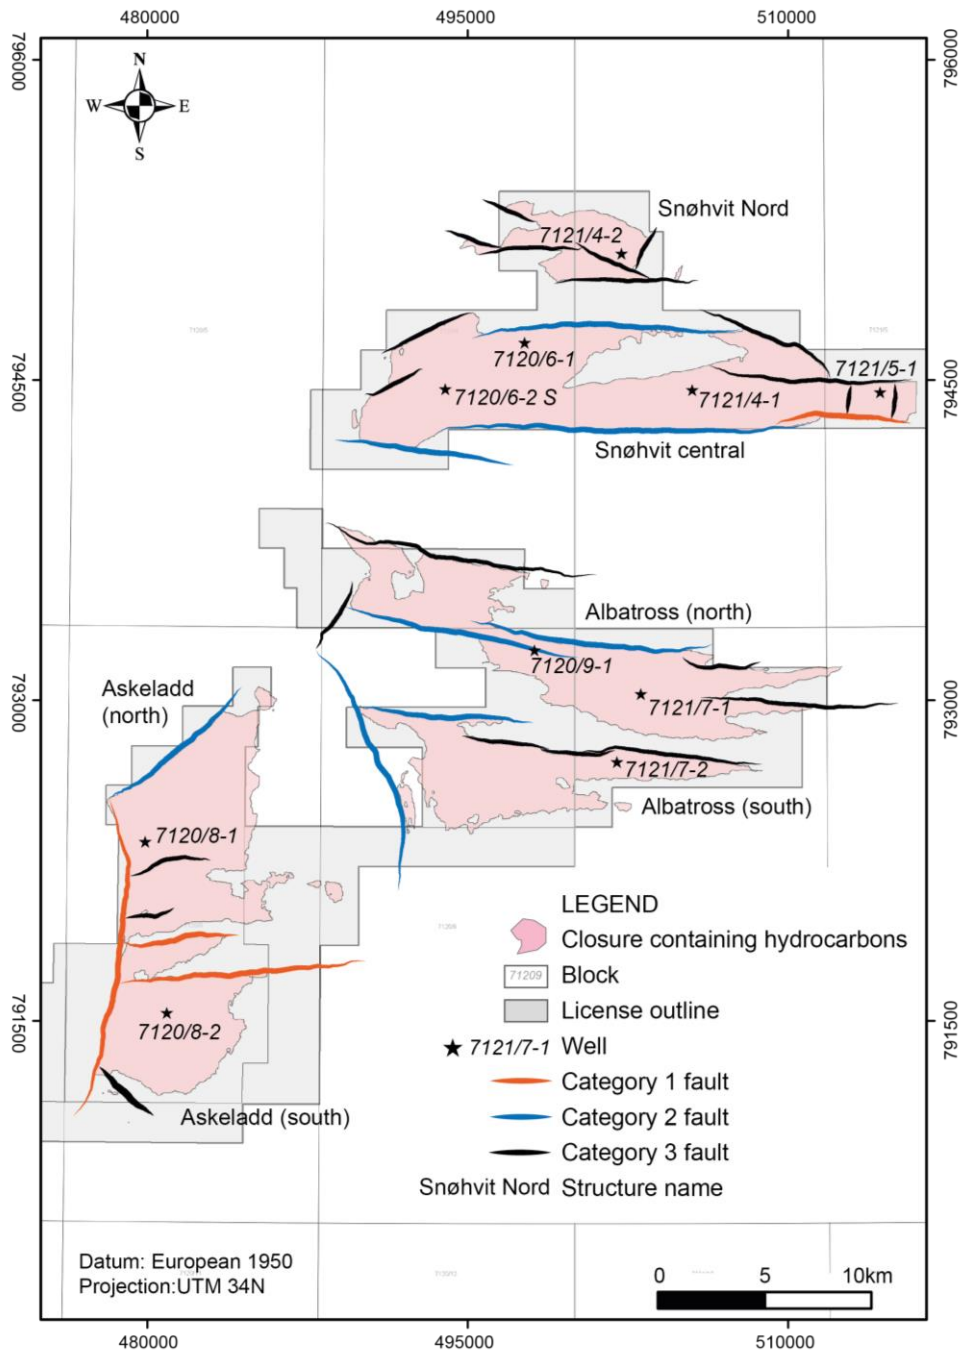 480000
495000
510000
796000
796000
N
W
E
S
Snøhvit Nord
7121/4-2
7120/6-1
7121/5-1
794500
794500
7120/6-2 S
7121/4-1
Snøhvit central
Albatross (north)
7120/9-1
Askeladd
(north)
793000
793000
7121/7-1
7121/7-2
Albatross (south)
7120/8-1
LEGEND
Closure containing hydrocarbons
71209
Block
License outline
791500
791500
7120/8-2
7121/7-1 Well
Category 1 fault
Askeladd (south)
Category 2 fault
Category 3 fault
Snøhvit Nord Structure name
Datum: European 1950
Projection:UTM 34N
0
5
10km
480000
495000
510000